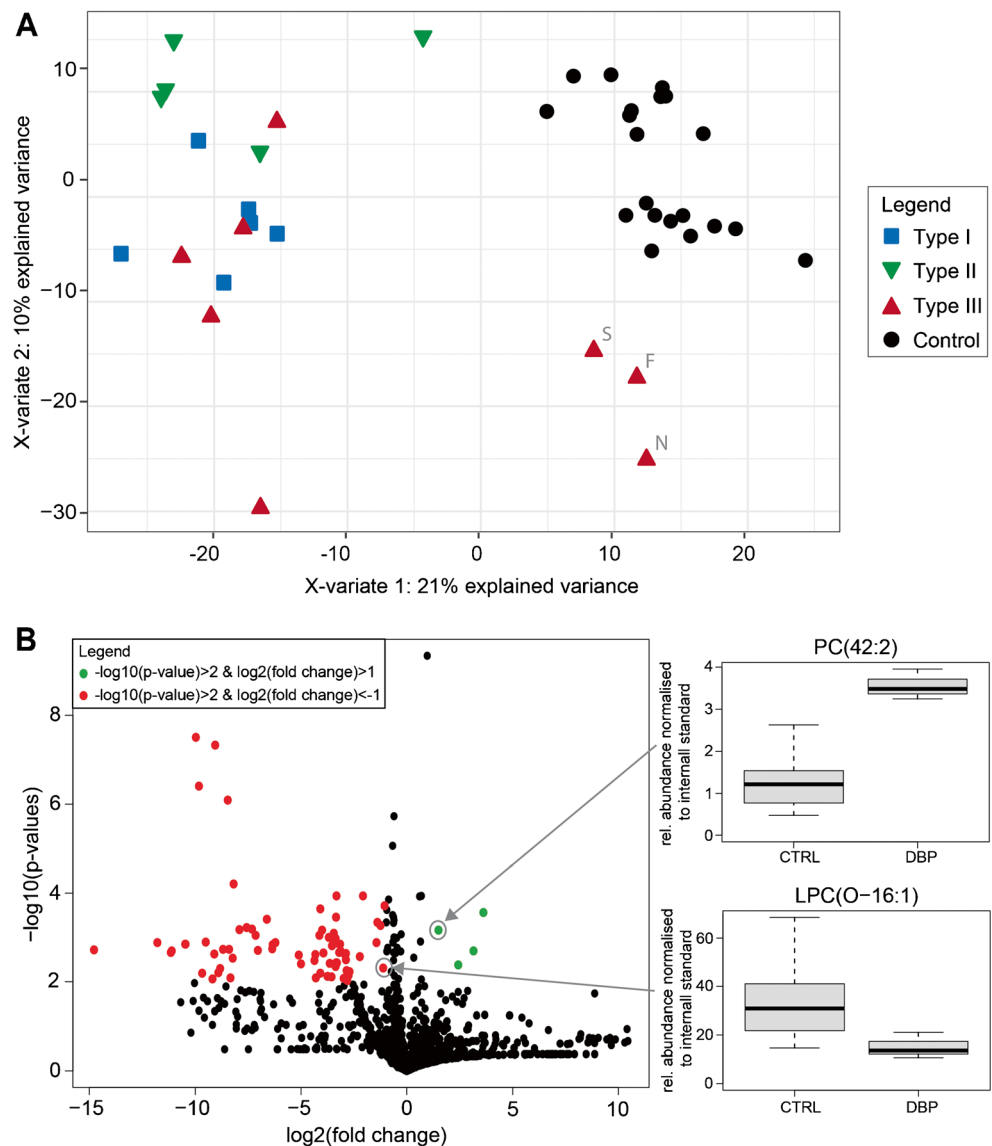 A
X-variate 2: 10% explained variance
10
0
−10
−20
−30
S
F
N
-20
-10
0
10
20
X-variate 1: 21% explained variance
Legend
Type I
Type II
Type III
Control
B
Legend
-log10(p-value)>2 & log2(fold change)>1
-log10(p-value)>2 & log2(fold change)<-1
−log10(p-values)
8
6
4
2
0
−15
−10
−5
0
5
10
log2(fold change)
PC(42:2)
rel. abundance normalised
to internall standard
4
3
2
1
0
CTRL
DBP
LPC(O−16:1)
rel. abundance normalised
to internall standard
60
40
20
0
CTRL
DBP